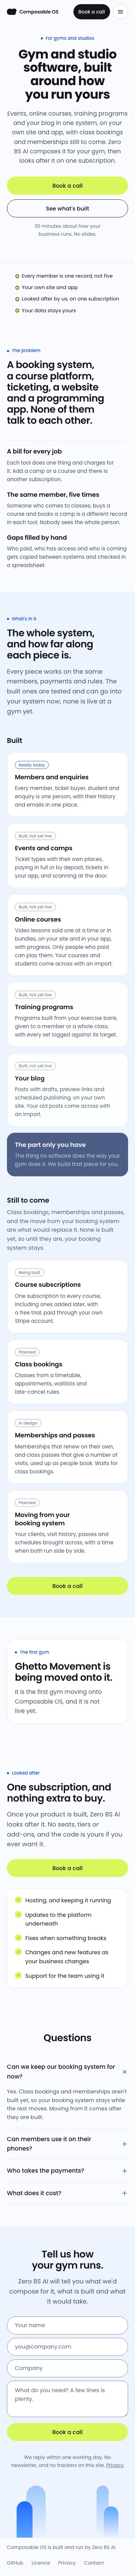 Composable OS
Book a call
For gyms and studios
Gym and studio
software, built
around how
you run yours
Events, online courses, training programs
and your blog in one system, on your
own site and app, with class bookings
and memberships still to come. Zero
BS AI composes it for your gym, then
looks after it on one subscription.
Book a call
See what's built
30 minutes about how your
business runs. No slides.
Every member is one record, not five
Your own site and app
Looked after by us, on one subscription
Your data stays yours
The problem
A booking system,
a course platform,
ticketing, a website
and a programming
app. None of them
talk to each other.
A bill for every job
Each tool does one thing and charges for
it. Add a camp or a course and there is
another subscription.
The same member, five times
Someone who comes to classes, buys a
course and books a camp is a different record
in each tool. Nobody sees the whole person.
Gaps filled by hand
Who paid, who has access and who is coming
gets copied between systems and checked in
a spreadsheet.
What's in it
The whole system,
and how far along
each piece is.
Every piece works on the same
members, payments and rules. The
built ones are tested and can go into
your system now; none is live at a
gym yet.
Built
Ready today
Members and enquiries
Every member, ticket buyer, student and
enquiry is one person, with their history
and emails in one place.
Built, not yet live
Events and camps
Ticket types with their own places,
paying in full or by deposit, tickets in
your app, and scanning at the door.
Built, not yet live
Online courses
Video lessons sold one at a time or in
bundles, on your site and in your app,
with progress. Only people who paid
can play them. Your courses and
students come across with an import.
Built, not yet live
Training programs
Programs built from your exercise bank,
given to a member or a whole class,
with every set logged against its target.
Built, not yet live
Your blog
Posts with drafts, preview links and
scheduled publishing, on your own
site. Your old posts come across with
an import.
The part only you have
The thing no software does the way your
gym does it. We build that piece for you.
Still to come
Class bookings, memberships and passes,
and the move from your booking system
are what would replace it. None is built
yet, so until they are, your booking
system stays.
Being built
Course subscriptions
One subscription to every course,
including ones added later, with
a free trial, paid through your own
Stripe account.
Planned
Class bookings
Classes from a timetable,
appointments, waitlists and
late-cancel rules.
In design
Memberships and passes
Memberships that renew on their own,
and class passes that give a number of
visits, used up as people book. Waits for
class bookings.
Planned
Moving from your
booking system
Your clients, visit history, passes and
schedules brought across, with a time
when both run side by side.
Book a call
The first gym
Ghetto Movement is
being moved onto it.
It is the first gym moving onto
Composable OS, and it is not
live yet.
Looked after
One subscription, and
nothing extra to buy.
Once your product is built, Zero BS AI
looks after it. No seats, tiers or
add-ons, and the code is yours if you
ever want it.
Book a call
Hosting, and keeping it running
Updates to the platform
underneath
Fixes when something breaks
Changes and new features as
your business changes
Support for the team using it
Questions
Can we keep our booking system for
now?
Yes. Class bookings and memberships aren't
built yet, so your booking system stays while
the rest moves. Moving from it comes after
they are built.
Can members use it on their
phones?
Who takes the payments?
What does it cost?
Tell us how
your gym runs.
Zero BS AI will tell you what we'd
compose for it, what is built and what
it would take.
Your name
you@company.com
Company
What do you need? A few lines is
plenty.
Book a call
We reply within one working day. No
newsletter, and no trackers on this site. Privacy
Composable OS is built and run by Zero BS AI
GitHub Licence Privacy Contact